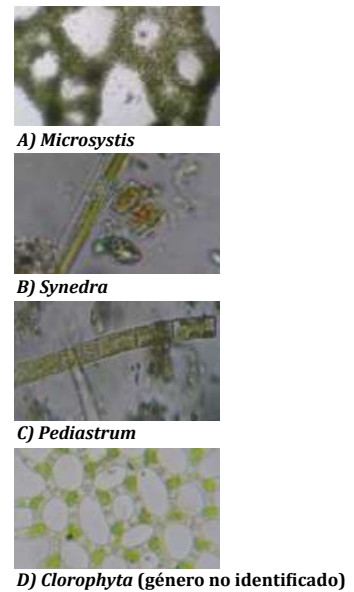 A) Microsystis
B) Synedra
C) Pediastrum
D) Clorophyta (género no identificado)